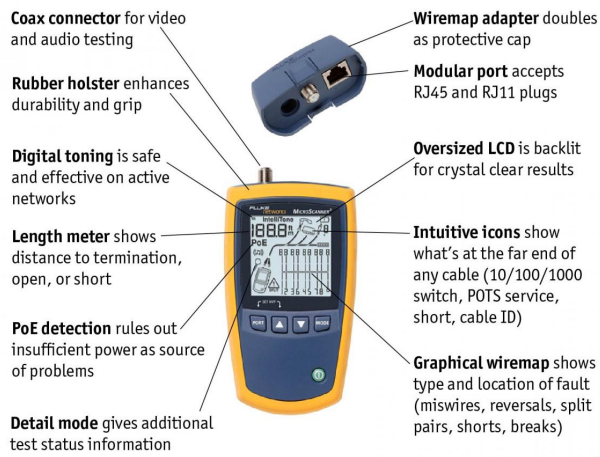 Coax connector for video
and audio testing
Rubber holster enhances
durability and grip
Digital toning is safe
and effective on active
networks
Length meter shows
distance to termination,
open, or short
PoE detection rules out
insufficient power as source
of problems
Detail mode gives additional
test status information
Wiremap adapter doubles
as protective cap
Modular port accepts
RJ45 and RJ11 plugs
Oversized LCD is backlit
for crystal clear results
Intuitive icons show
what's at the far end of
any cable (10/100/1000
switch, POTS service,
short, cable ID)
Graphical wiremap shows
type and location of fault
(miswires, reversals, split
pairs, shorts, breaks)
FLUKE
networks MICROSCANNER²
IntelliTone
188.8
PoE
PORT
MODE